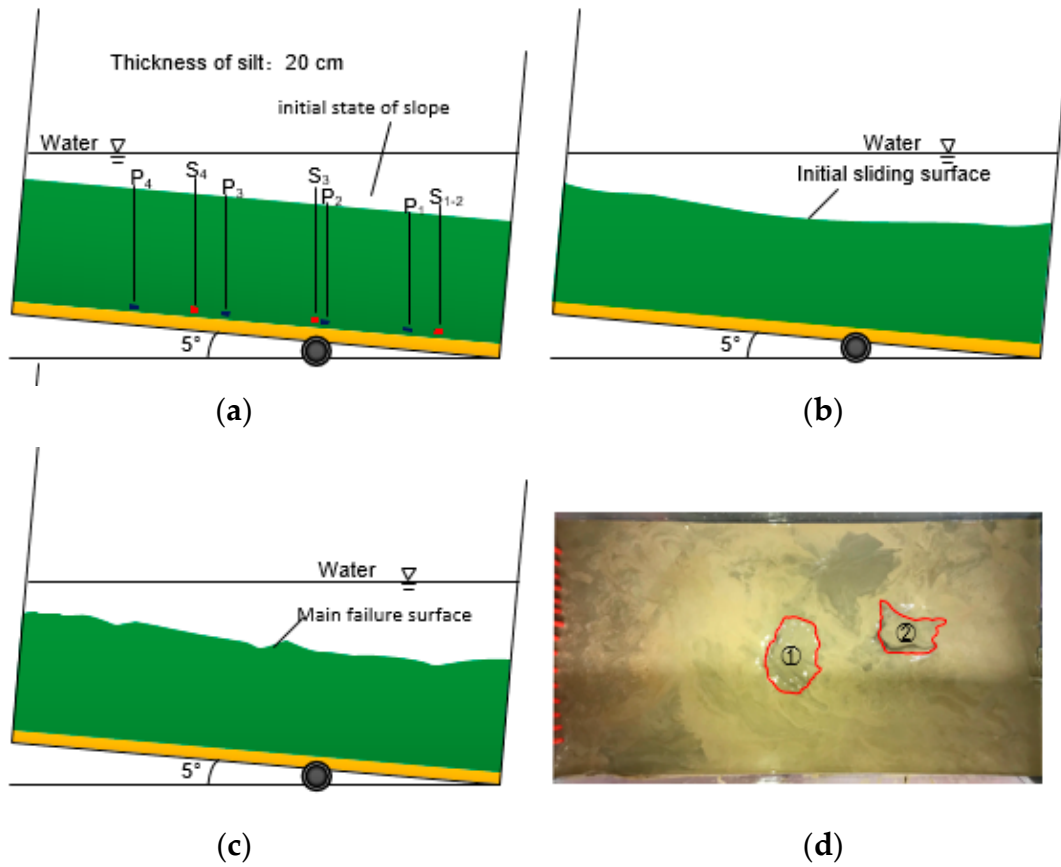 Thickness of silt: 20 cm
initial state of slope
Water
P4 S4 P3 S3 P2 P1 S1-2
5°
(a)
Water
Initial sliding surface
5°
(b)
Water
Main failure surface
5°
(c)
① ②
(d)